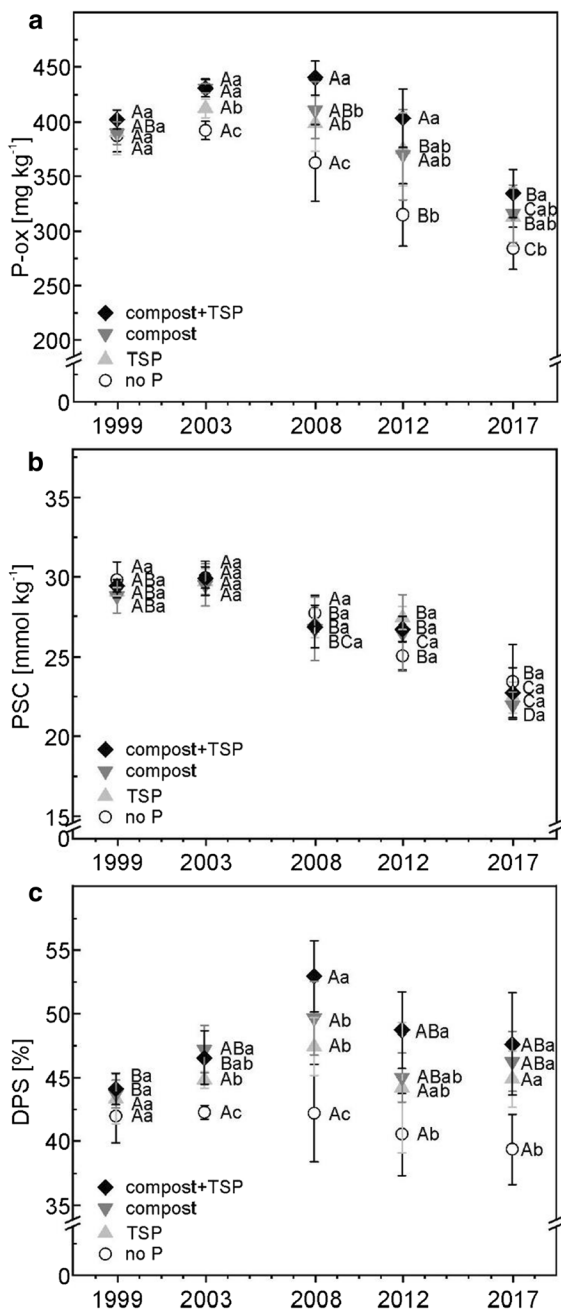 a
P-ox [mg kg⁻¹]
450
400
350
300
250
200
0
Aa
ABa
Aa
Aa
Aa
Aa
Ab
Ac
Aa
ABb
Ab
Ac
Aa
Bab
Aab
Bb
Ba
Cab
Bab
Cb
compost+TSP
compost
TSP
no P
1999 2003 2008 2012 2017
b
PSC [mmol kg⁻¹]
35
30
25
20
15
0
Aa
ABa
ABa
ABa
Aa
Aa
Aa
Aa
Aa
Ba
Ba
BCa
Ba
Ba
Ca
Ba
Ba
Ca
Ca
Da
compost+TSP
compost
TSP
no P
1999 2003 2008 2012 2017
c
DPS [%]
55
50
45
40
35
0
Ba
Ba
Aa
Aa
ABa
Bab
Ab
Ac
Aa
Ab
Ab
Ac
ABa
ABab
Aab
Ab
ABa
ABa
Aa
Ab
compost+TSP
compost
TSP
no P
1999 2003 2008 2012 2017